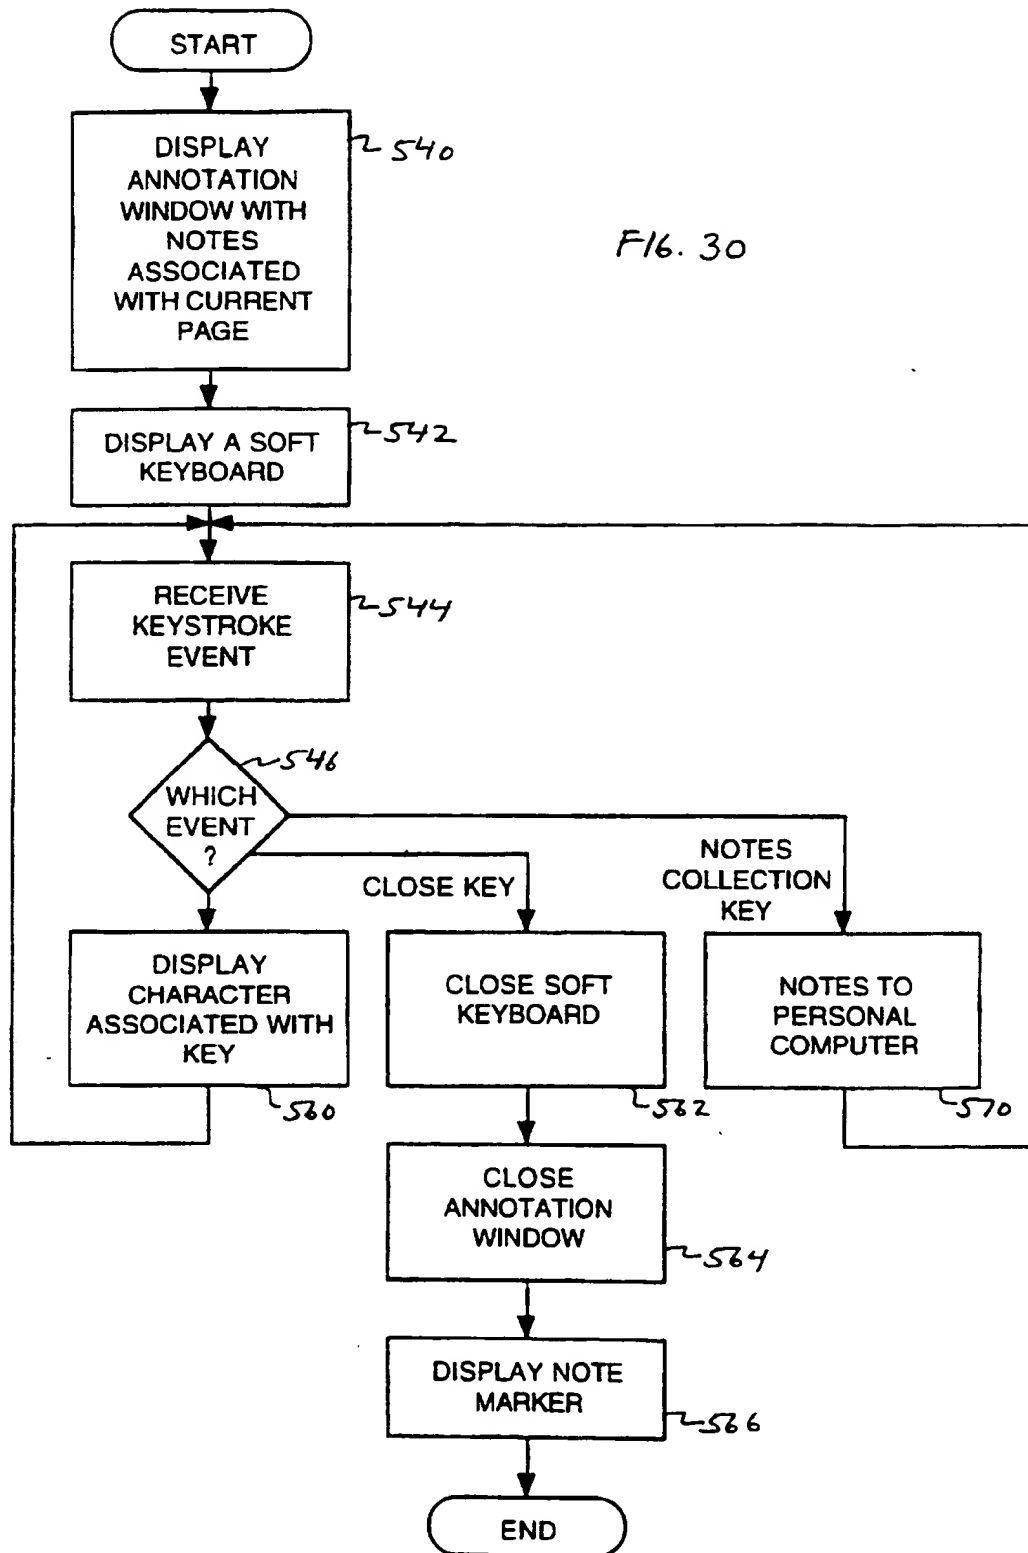 START
DISPLAY
ANNOTATION
WINDOW WITH
NOTES
ASSOCIATED
WITH CURRENT
PAGE
540
FIG. 30
DISPLAY A SOFT
KEYBOARD
542
RECEIVE
KEYSTROKE
EVENT
544
WHICH
EVENT
?
546
CLOSE KEY
NOTES
COLLECTION
KEY
DISPLAY
CHARACTER
ASSOCIATED WITH
KEY
560
CLOSE SOFT
KEYBOARD
562
NOTES TO
PERSONAL
COMPUTER
570
CLOSE
ANNOTATION
WINDOW
564
DISPLAY NOTE
MARKER
566
END